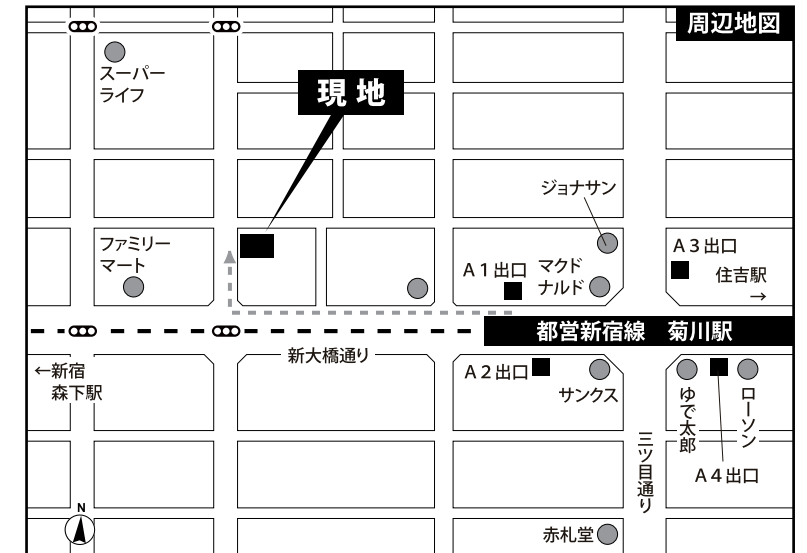 周辺地図
スーパー
ライフ
現地
ジョナサン
ファミリー
マート
A1出口
マクド
ナルド
A3出口
住吉駅
→
都営新宿線 菊川駅
新大橋通り
←新宿
森下駅
A2出口
サンクス
ゆで太郎
ローソン
三ツ目通り
A4出口
N
赤札堂